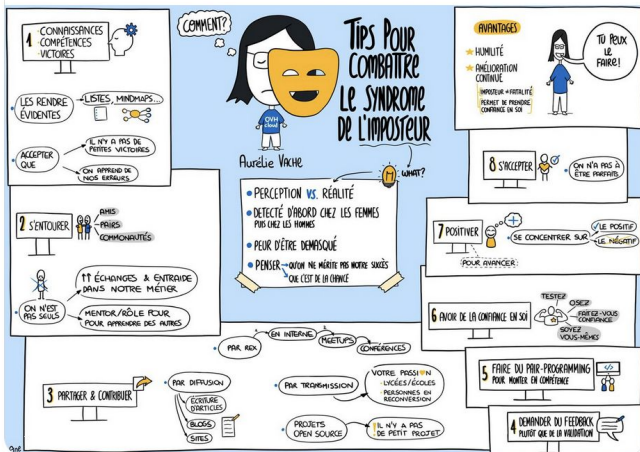 COMMENT?
TIPS POUR
COMBATTRE
LE SYNDROME
DE L'IMPOSTEUR
OVH
cloud
Aurélie VACHE
WHAT?
• PERCEPTION VS. RÉALITÉ
• DETECTÉ D'ABORD CHEZ LES FEMMES
PUIS CHEZ LES HOMMES
• PEUR D'ÊTRE DEMASQUÉ
• PENSER → QU'ON NE MÉRITE PAS NOTRE SUCCÈS
QUE C'EST DE LA CHANCE
1
• CONNAISSANCES
• COMPÉTENCES
• VICTOIRES
• LES RENDRE
ÉVIDENTES
LISTES, MINDMAPS...
• ACCEPTER
QUE
IL N'Y A PAS DE
PETITES VICTOIRES
ON APPREND DE
NOS ERREURS
2 S'ENTOURER
AMIS
PAIRS
COMMUNAUTÉS
• ON N'EST
PAS SEULS
↑↑ ÉCHANGES & ENTRAIDE
DANS NOTRE MÉTIER
MENTOR/RÔLE POUR
POUR APPRENDRE DES AUTRES
3 PARTAGER & CONTRIBUER
• PAR REX
EN INTERNE
MEETUPS
CONFÉRENCES
• PAR DIFFUSION
ÉCRITURE
D'ARTICLES
BLOGS
SITES
• PAR TRANSMISSION
VOTRE PASSION
• LYCÉES/ÉCOLES
• PERSONNES EN
RECONVERSION
• PROJETS
OPEN SOURCE
! IL N'Y A PAS
DE PETIT PROJET
4 DEMANDER DU FEEDBACK
PLUTÔT QUE DE LA VALIDATION
5 FAIRE DU PAIR-PROGRAMMING
POUR MONTER EN COMPÉTENCE
6 AVOIR DE LA CONFIANCE EN SOI
TESTEZ
OSEZ
FAITES-VOUS
CONFIANCE
SOYEZ
VOUS-MÊMES
7 POSITIVER
• SE CONCENTRER SUR
LE POSITIF
LE NÉGATIF
POUR AVANCER
8 S'ACCEPTER
• ON N'A PAS À
ÊTRE PARFAITS
AVANTAGES
HUMILITÉ
AMÉLIORATION
CONTINUE
IMPOSTEUR ≠ FATALITÉ
PERMET DE PRENDRE
CONFIANCE EN SOI
TU PEUX
LE
FAIRE!